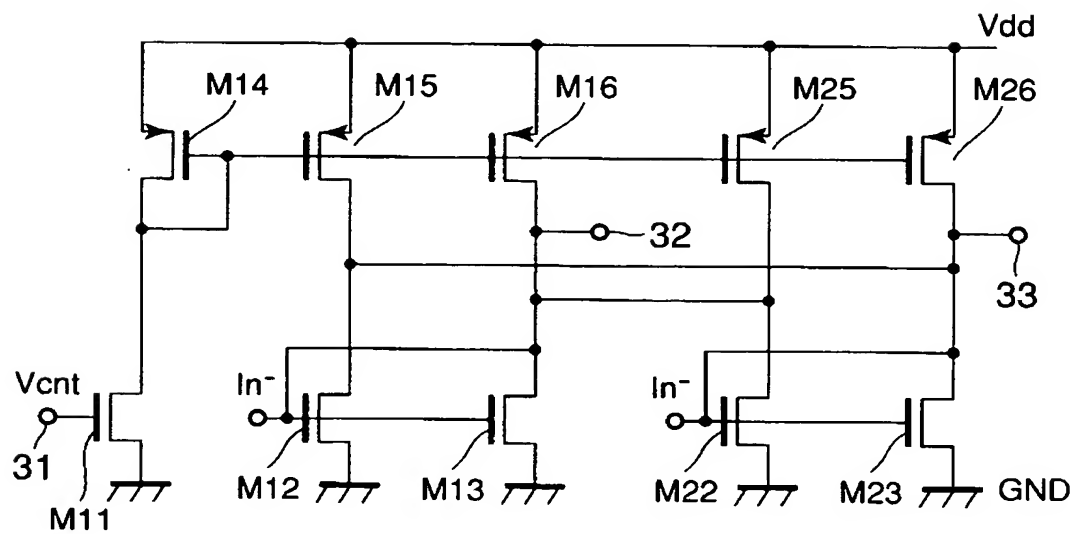 Vdd
M14
M15
M16
M25
M26
32
33
Vcnt
In-
In-
31
M11
M12
M13
M22
M23
GND